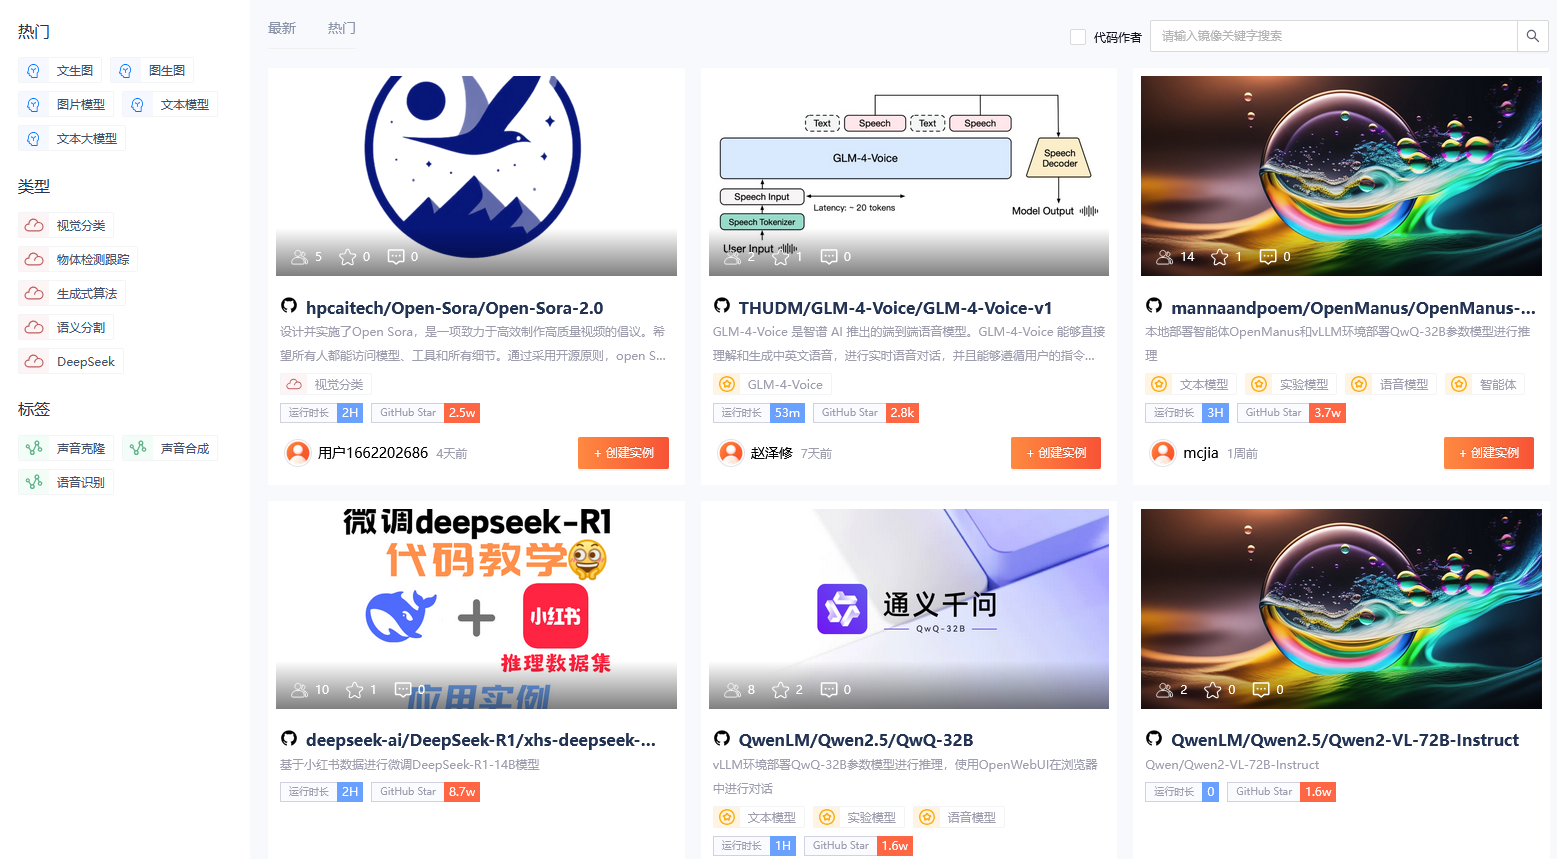 热门
文生图
图生图
图片模型
文本模型
文本大模型
类型
视觉分类
物体检测跟踪
生成式算法
语义分割
DeepSeek
标签
声音克隆
声音合成
语音识别
最新
热门
代码作者
请输入镜像关键字搜索
5
0
0
hpcaitech/Open-Sora/Open-Sora-2.0
设计并实施了Open Sora，是一项致力于高效制作高质量视频的倡议。希
望所有人都能访问模型、工具和所有细节。通过采用开源原则，open S...
视觉分类
运行时长 2H
GitHub Star 2.5w
用户1662202686
4天前
+ 创建实例
Text
Speech
Text
Speech
GLM-4-Voice
Speech
Decoder
Speech Input
Latency: ~ 20 tokens
Speech Tokenizer
Model Output
User Input
2
1
0
THUDM/GLM-4-Voice/GLM-4-Voice-v1
GLM-4-Voice 是智谱 AI 推出的端到端语音模型。GLM-4-Voice 能够直接
理解和生成中英文语音，进行实时语音对话，并且能够遵循用户的指令...
GLM-4-Voice
运行时长 53m
GitHub Star 2.8k
赵泽修
7天前
+ 创建实例
14
1
0
mannaandpoem/OpenManus/OpenManus-...
本地部署智能体OpenManus和vLLM环境部署QwQ-32B参数模型进行推
理
文本模型
实验模型
语音模型
智能体
运行时长 3H
GitHub Star 3.7w
mcjia
1周前
+ 创建实例
微调deepseek-R1
代码教学
小红书
推理数据集
应用实例
10
1
0
deepseek-ai/DeepSeek-R1/xhs-deepseek-...
基于小红书数据进行微调DeepSeek-R1-14B模型
运行时长 2H
GitHub Star 8.7w
通义千问
QwQ-32B
8
2
0
QwenLM/Qwen2.5/QwQ-32B
vLLM环境部署QwQ-32B参数模型进行推理，使用OpenWebUI在浏览器
中进行对话
文本模型
实验模型
语音模型
运行时长 1H
GitHub Star 1.6w
2
0
0
QwenLM/Qwen2.5/Qwen2-VL-72B-Instruct
Qwen/Qwen2-VL-72B-Instruct
运行时长 0
GitHub Star 1.6w